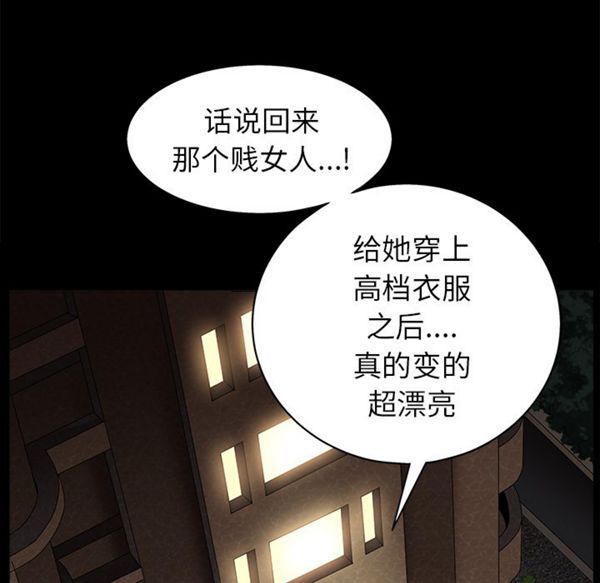 话说回来
那个贱女人...!
给她穿上
高档衣服
之后....
真的变的
超漂亮